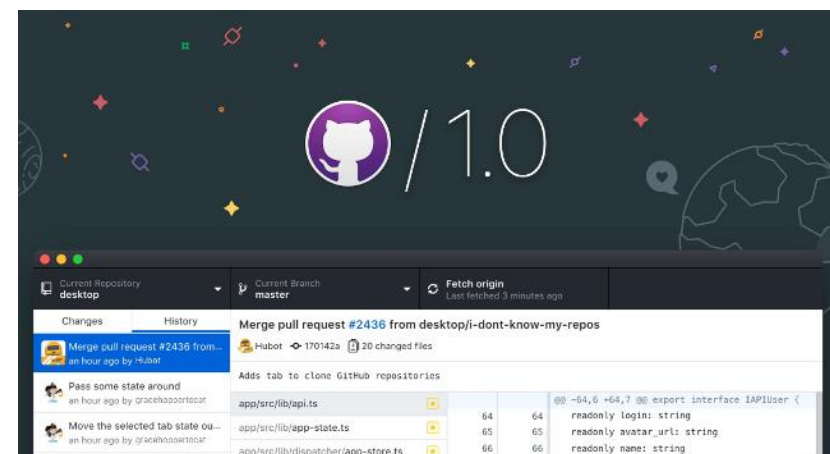 / 1.0
Current Repository
desktop
Current Branch
master
Fetch origin
Last fetched 3 minutes ago
Changes
History
Merge pull request #2436 from...
an hour ago by Hubot
Pass some state around
an hour ago by gracehoppertocat
Move the selected tab state ou...
an hour ago by gracehoppertocat
Merge pull request #2436 from desktop/i-dont-know-my-repos
Hubot 170142a 20 changed files
Adds tab to clone GitHub repositories
app/src/lib/api.ts
app/src/lib/app-state.ts
app/src/lib/dispatcher/app-store.ts
@@ -64,6 +64,7 @@ export interface IAPIUser {
64 64 readonly login: string
65 65 readonly avatar_url: string
66 66 readonly name: string